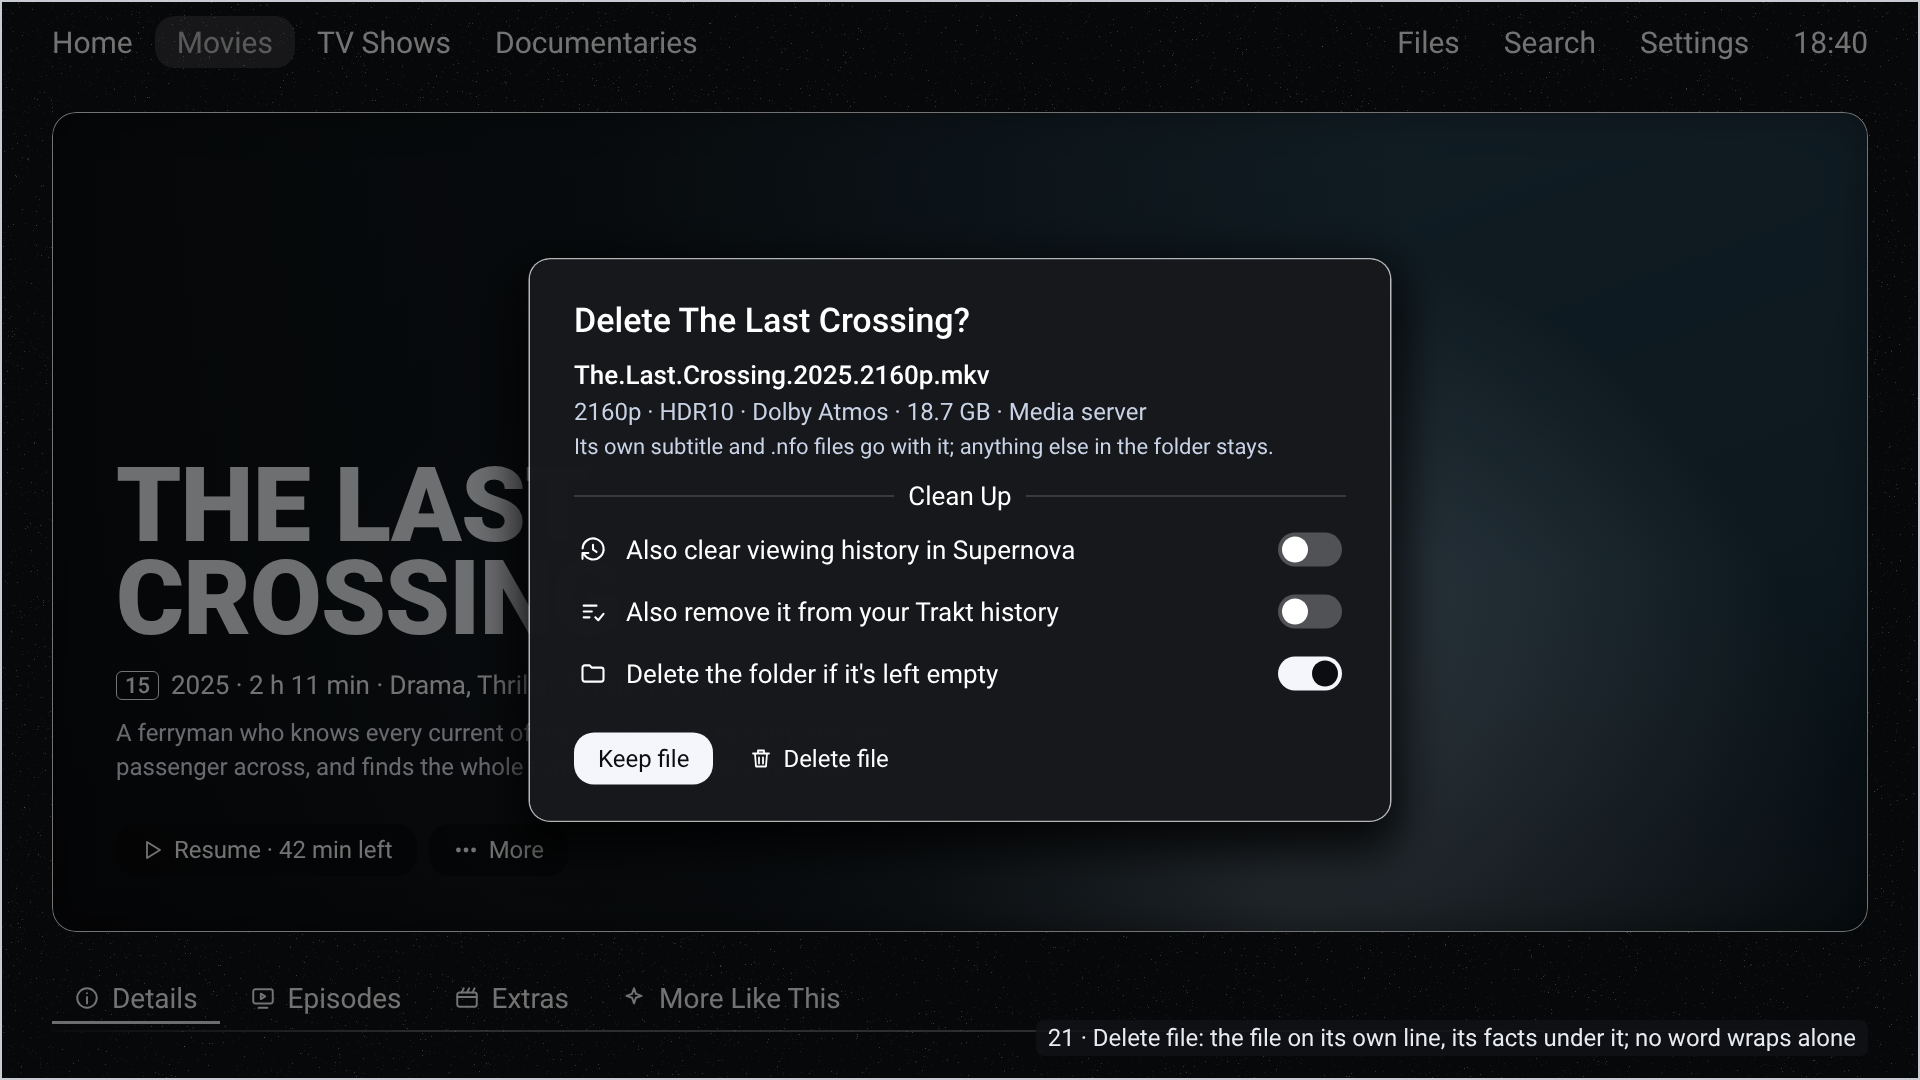 Home Movies TV Shows Documentaries Files Search Settings 18:40
Delete The Last Crossing?
The.Last.Crossing.2025.2160p.mkv
2160p · HDR10 · Dolby Atmos · 18.7 GB · Media server
Its own subtitle and .nfo files go with it; anything else in the folder stays.
Clean Up
Also clear viewing history in Supernova
Also remove it from your Trakt history
Delete the folder if it's left empty
Keep file Delete file
THE LAST
CROSSIN
15 2025 · 2 h 11 min · Drama, Thril
A ferryman who knows every current of
passenger across, and finds the whole
Resume · 42 min left More
Details Episodes Extras More Like This
21 · Delete file: the file on its own line, its facts under it; no word wraps alone